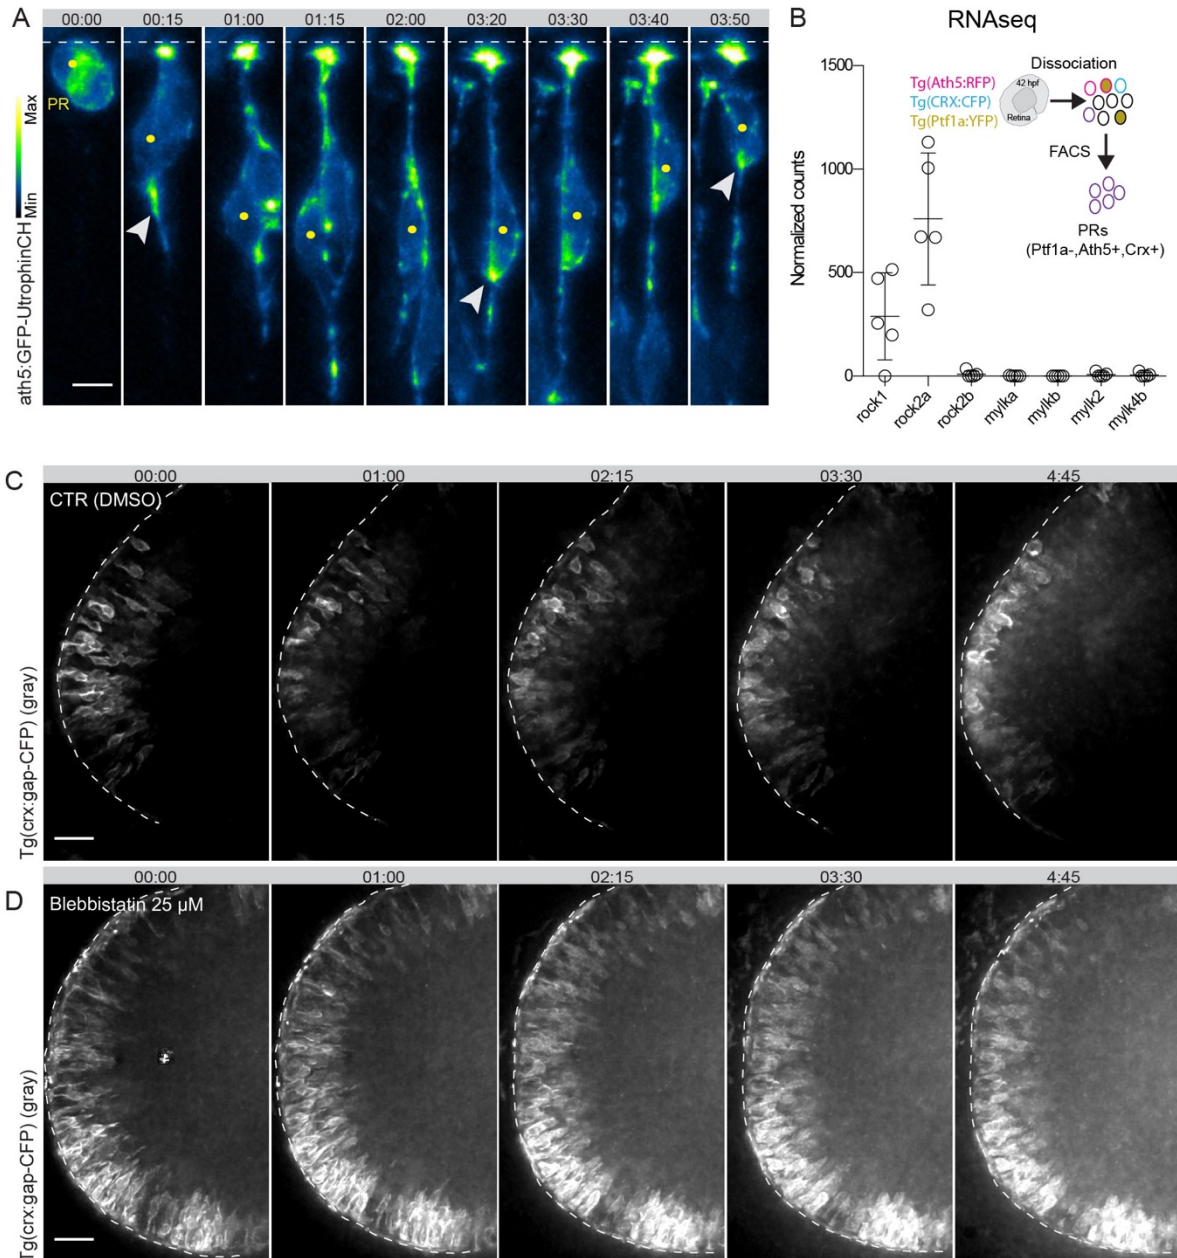 A
00:00 00:15 01:00 01:15 02:00 03:20 03:30 03:40 03:50
PR
Max
Min
ath5:GFP-UtrophinCH
B
RNAseq
Normalized counts
1500
1000
500
0
rock1 rock2a rock2b mylka mylkb mylk2 mylk4b
Tg(Ath5:RFP)
Tg(CRX:CFP)
Tg(Ptf1a:YFP)
42 hpf
Retina
Dissociation
FACS
PRs
(Ptf1a-,Ath5+,Crx+)
C
00:00 01:00 02:15 03:30 4:45
CTR (DMSO)
Tg(crx:gap-CFP) (gray)
D
00:00 01:00 02:15 03:30 4:45
Blebbistatin 25 µM
Tg(crx:gap-CFP) (gray)